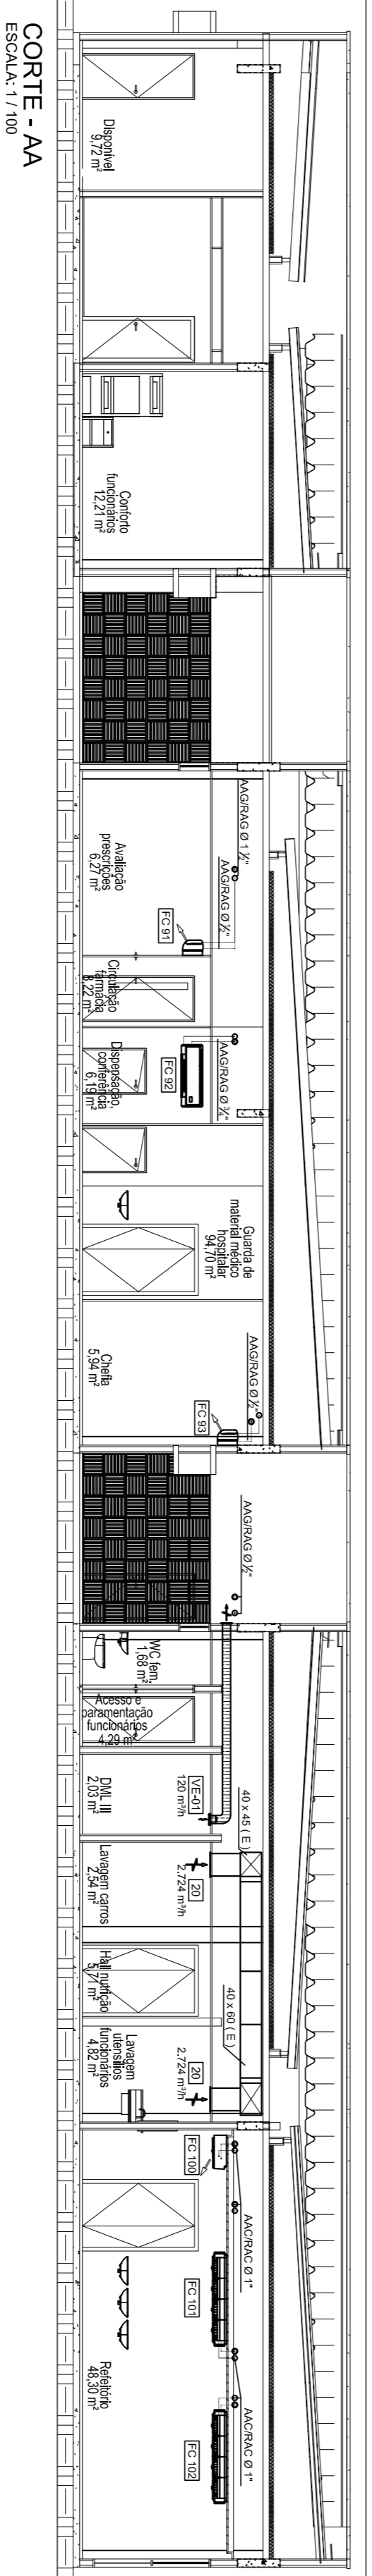 CORTE - AA
ESCALA: 1 / 100
Disponível
9,72 m²
Conforto
funcionários
12,21 m²
AAG/RAG Ø 1 ½"
AAG/RAG Ø ½"
FC 91
Avaliação
prescrições
6,27 m²
Circulação
farmácia
8,22 m²
AAG/RAG Ø ¾"
FC 92
Dispensação,
conferência
6,19 m²
Guarda de
material médico
hospitalar
94,70 m²
AAG/RAG Ø ½"
FC 93
Chefia
5,94 m²
AAG/RAG Ø ½"
WC fem.
1,68 m²
Acesso e
paramentação
funcionários
4,29 m²
VE-01
120 m³/h
DML III
2,03 m²
40 x 45 ( E )
20
2.724 m³/h
Lavagem carros
2,54 m²
Hall nutrição
5,71 m²
40 x 60 ( E )
20
2.724 m³/h
Lavagem
utensílios
funcionários
4,82 m²
AAC/RAC Ø 1"
FC 100
FC 101
AAC/RAC Ø 1"
FC 102
Refeitório
48,30 m²